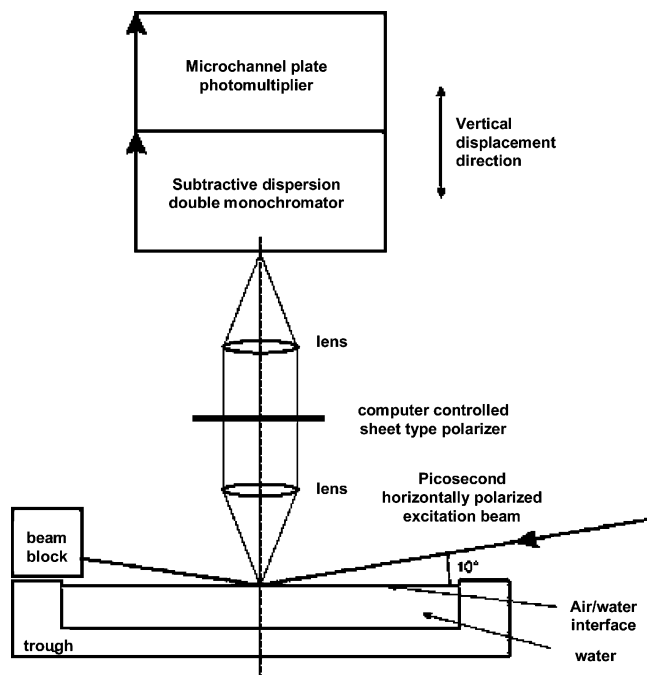 Microchannel plate
photomultiplier
Vertical
displacement
direction
Subtractive dispersion
double monochromator
lens
computer controlled
sheet type polarizer
lens
Picosecond
horizontally polarized
excitation beam
beam
block
10°
Air/water
interface
trough
water